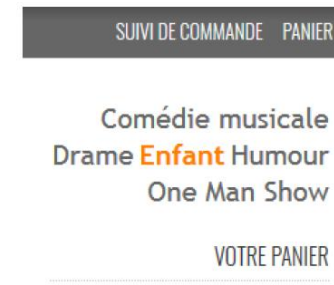 SUIVI DE COMMANDE PANIER
Comédie musicale
Drame Enfant Humour
One Man Show
VOTRE PANIER